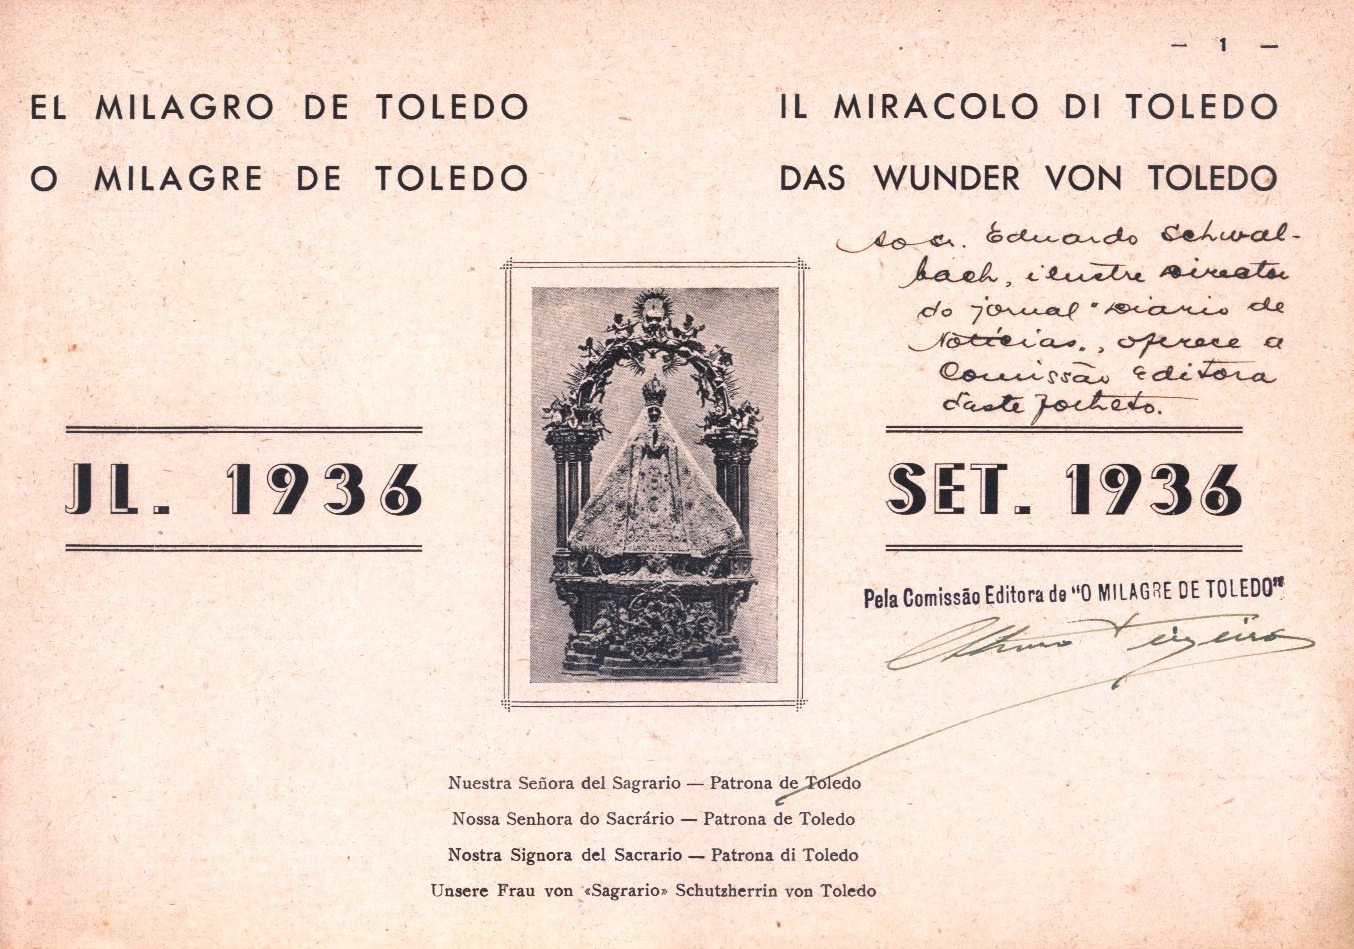 — 1 —
EL MILAGRO DE TOLEDO
O MILAGRE DE TOLEDO
IL MIRACOLO DI TOLEDO
DAS WUNDER VON TOLEDO
Ao sr. Eduardo Schwal-
bach, ilustre Director
do jornal "Diario de
Notícias", oferece a
Comissão Editora
dêste folheto.
JL. 1936
SET. 1936
Pela Comissão Editora de "O MILAGRE DE TOLEDO"
Nuestra Señora del Sagrario — Patrona de Toledo
Nossa Senhora do Sacrário — Patrona de Toledo
Nostra Signora del Sacrario — Patrona di Toledo
Unsere Frau von «Sagrario» Schutzherrin von Toledo